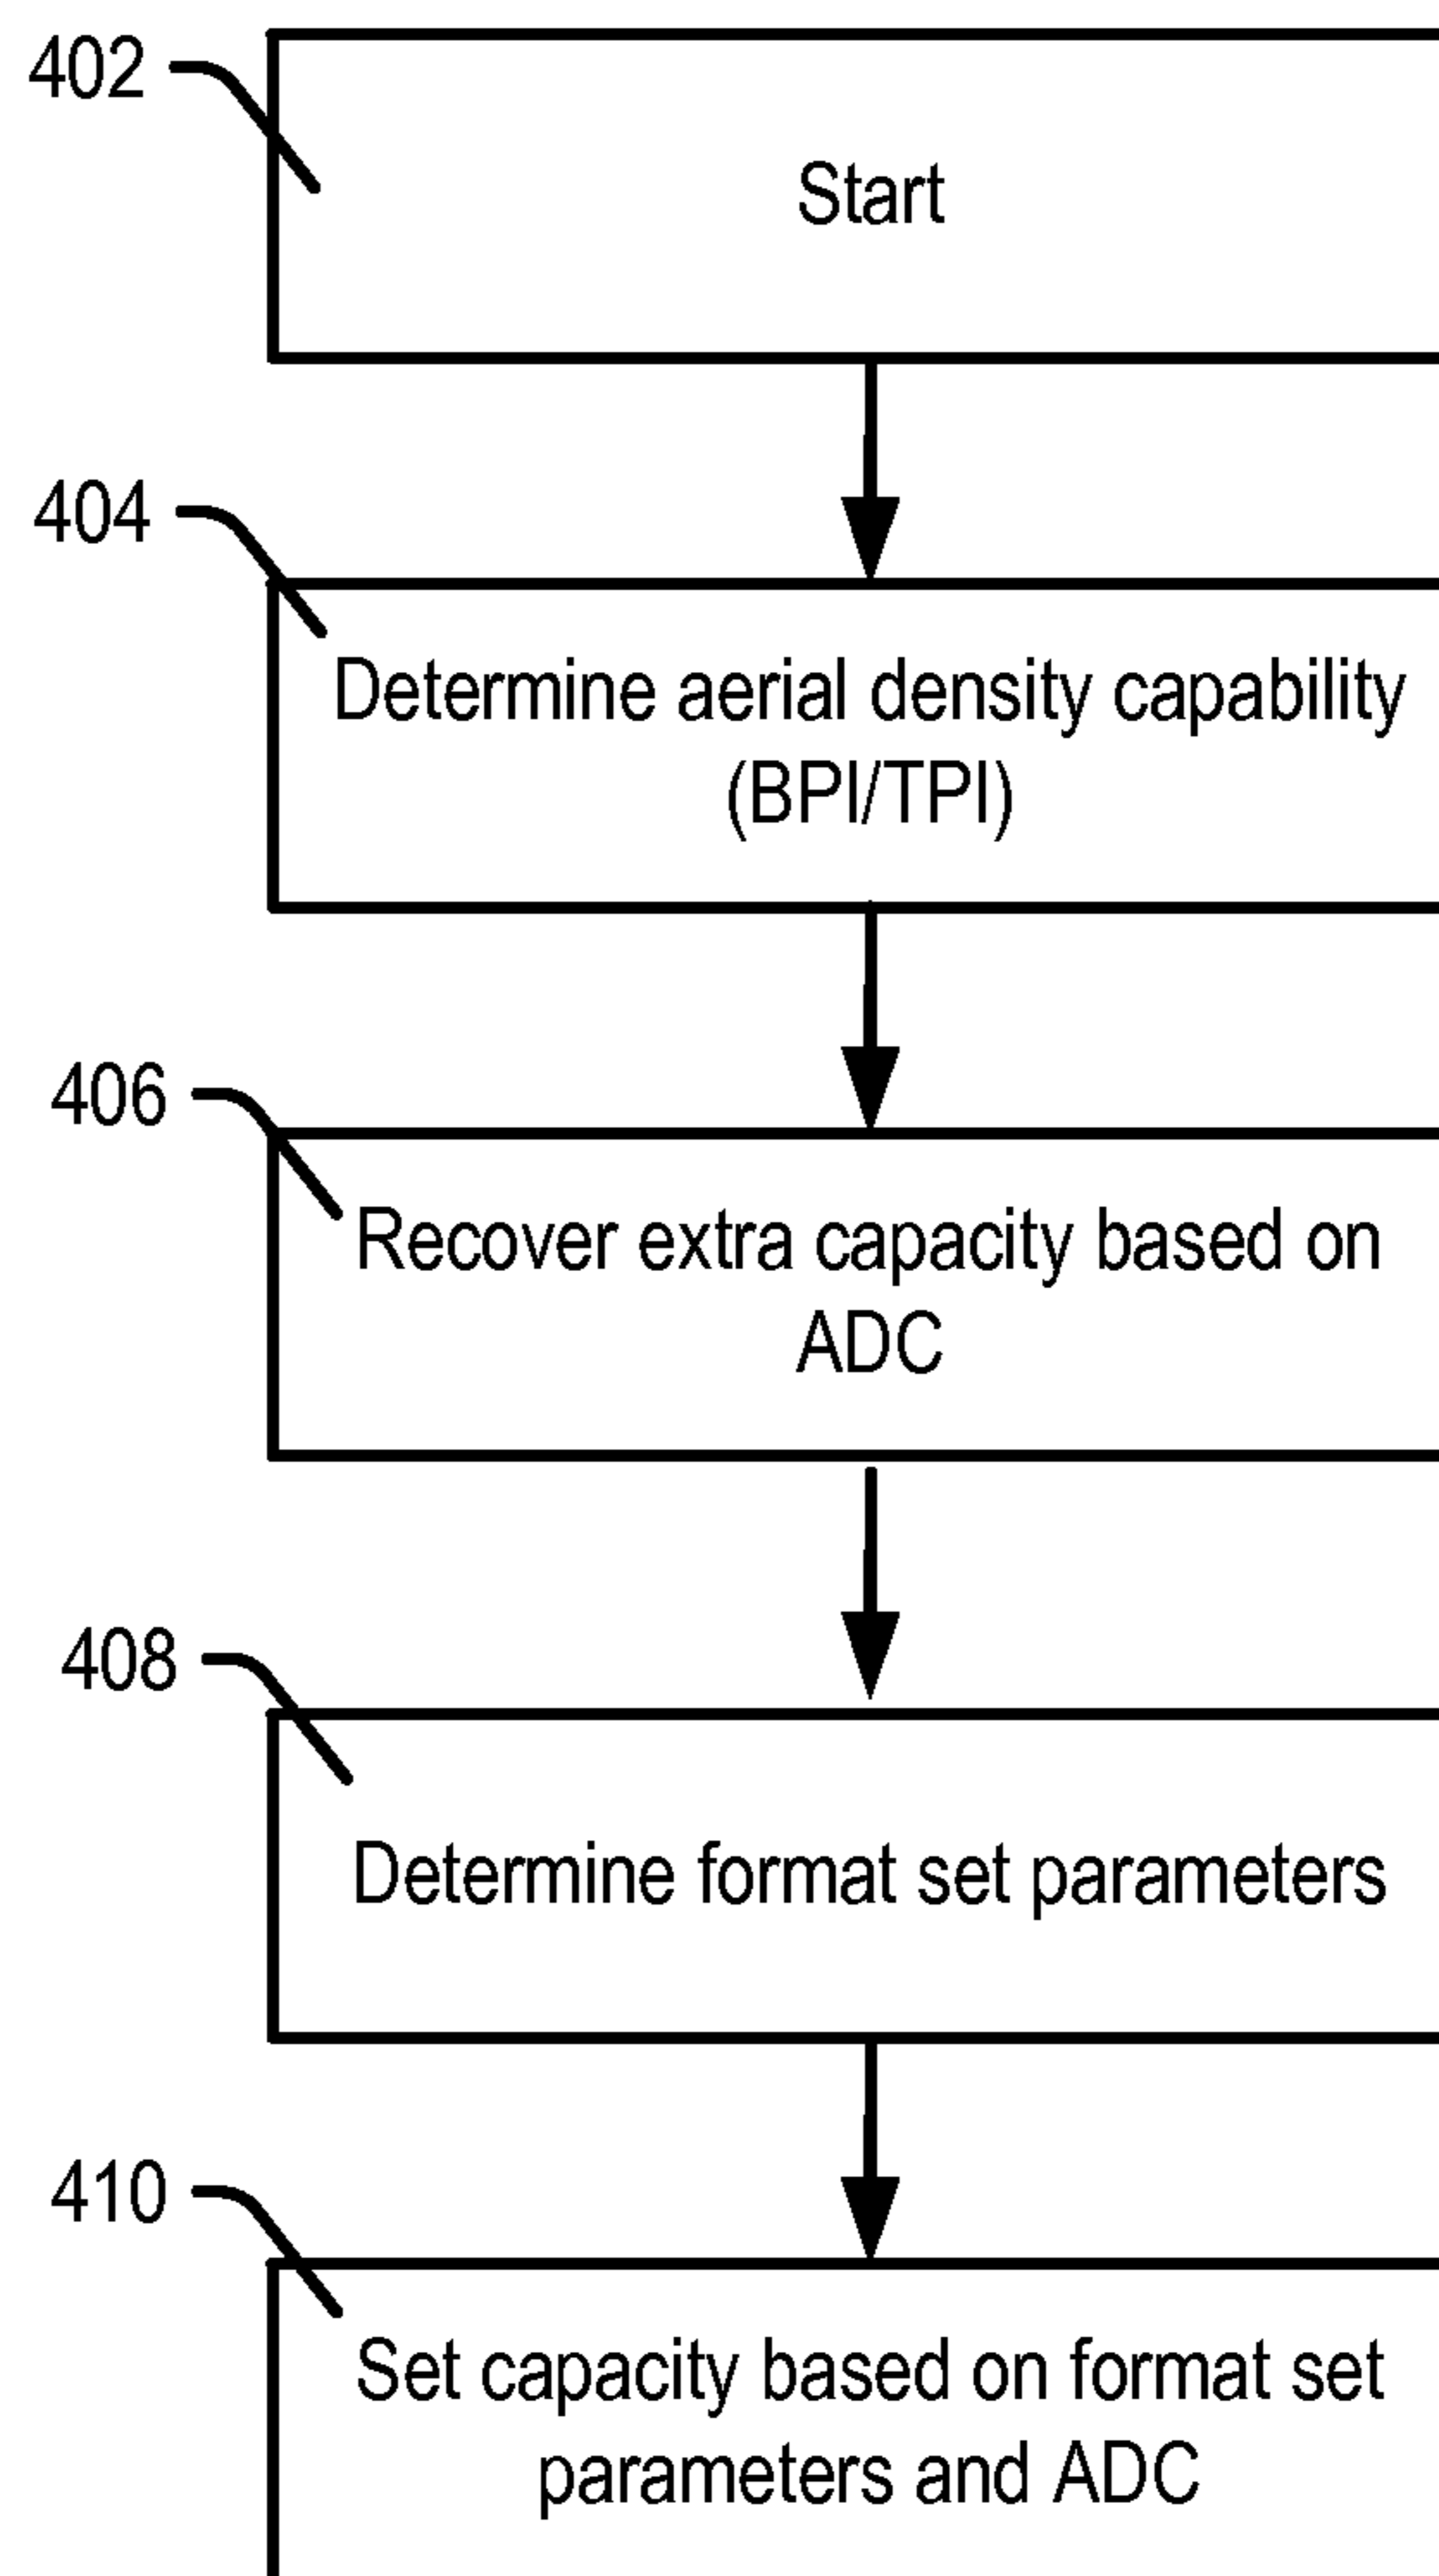 402
Start
404
Determine aerial density capability
(BPI/TPI)
406
Recover extra capacity based on
ADC
408
Determine format set parameters
410
Set capacity based on format set
parameters and ADC